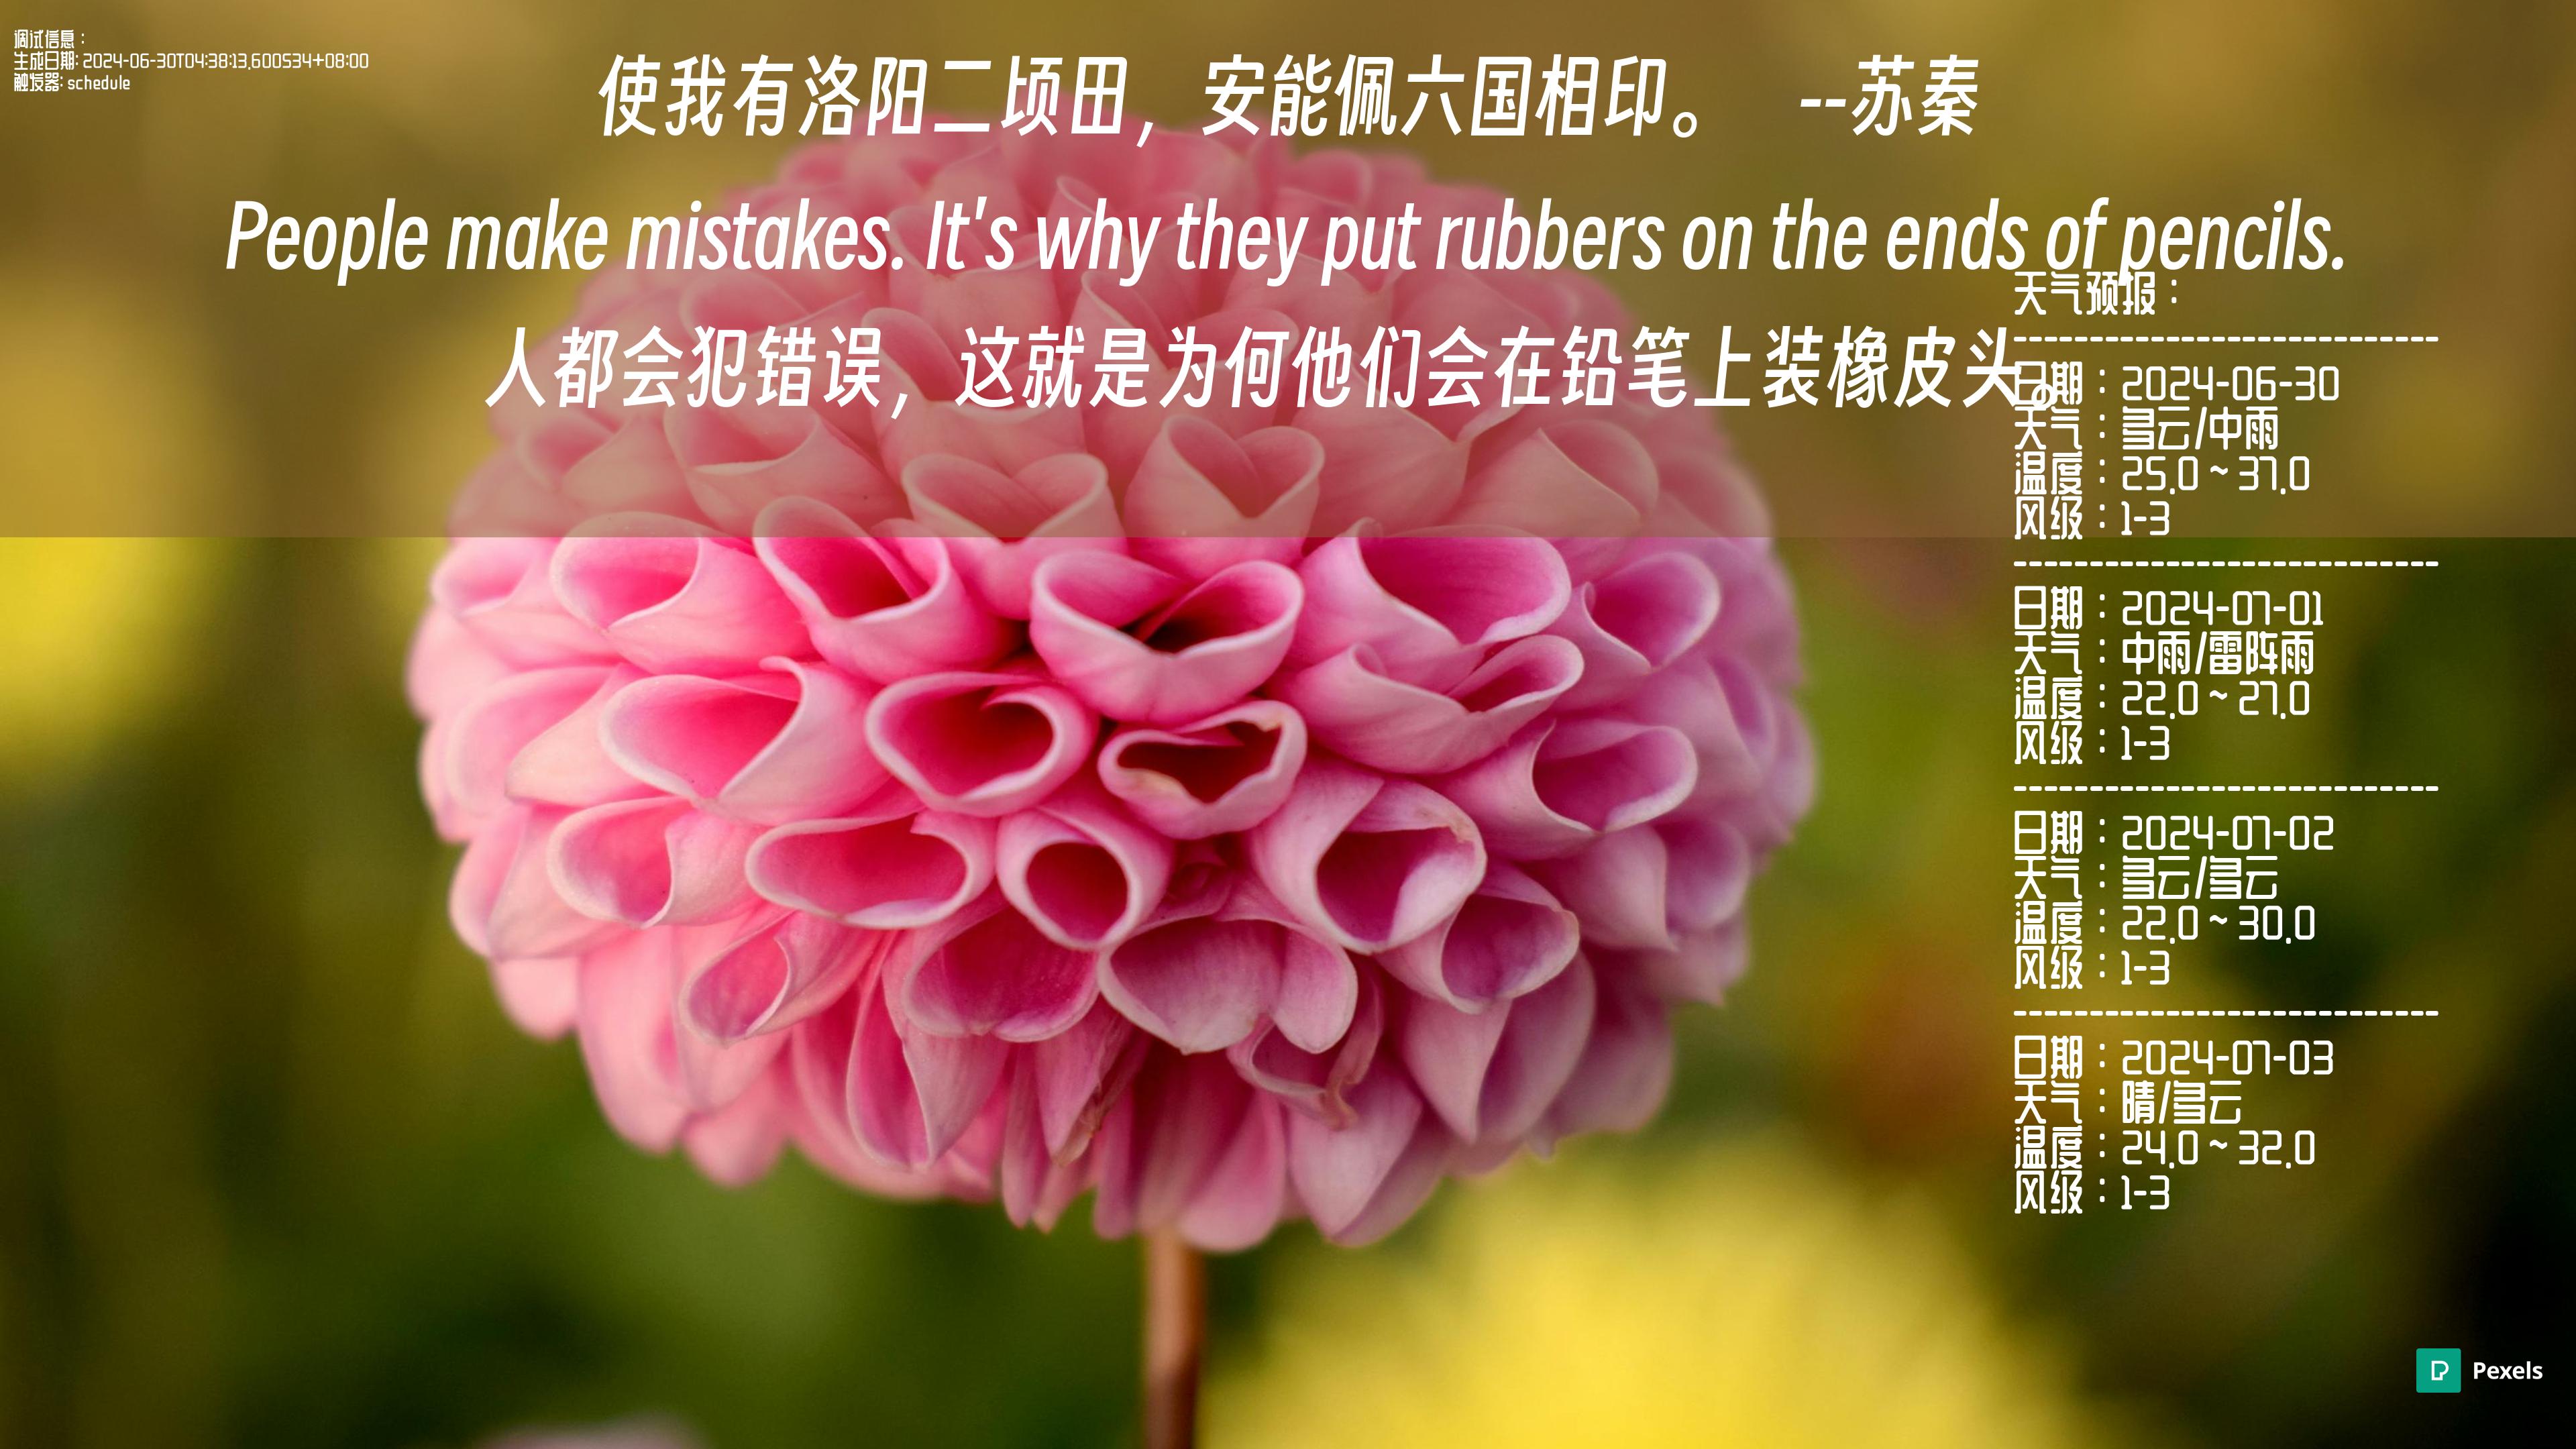 调试信息：
生成日期: 2024-06-30T04:38:13.600534+08:00
触发器: schedule
使我有洛阳二顷田，安能佩六国相印。 --苏秦
People make mistakes. It's why they put rubbers on the ends of pencils.
人都会犯错误，这就是为何他们会在铅笔上装橡皮头。
天气预报：
----------------------------
日期：2024-06-30
天气：多云/中雨
温度：25.0 ~ 37.0
风级：1-3
----------------------------
日期：2024-07-01
天气：中雨/雷阵雨
温度：22.0 ~ 27.0
风级：1-3
----------------------------
日期：2024-07-02
天气：多云/多云
温度：22.0 ~ 30.0
风级：1-3
----------------------------
日期：2024-07-03
天气：晴/多云
温度：24.0 ~ 32.0
风级：1-3
Pexels